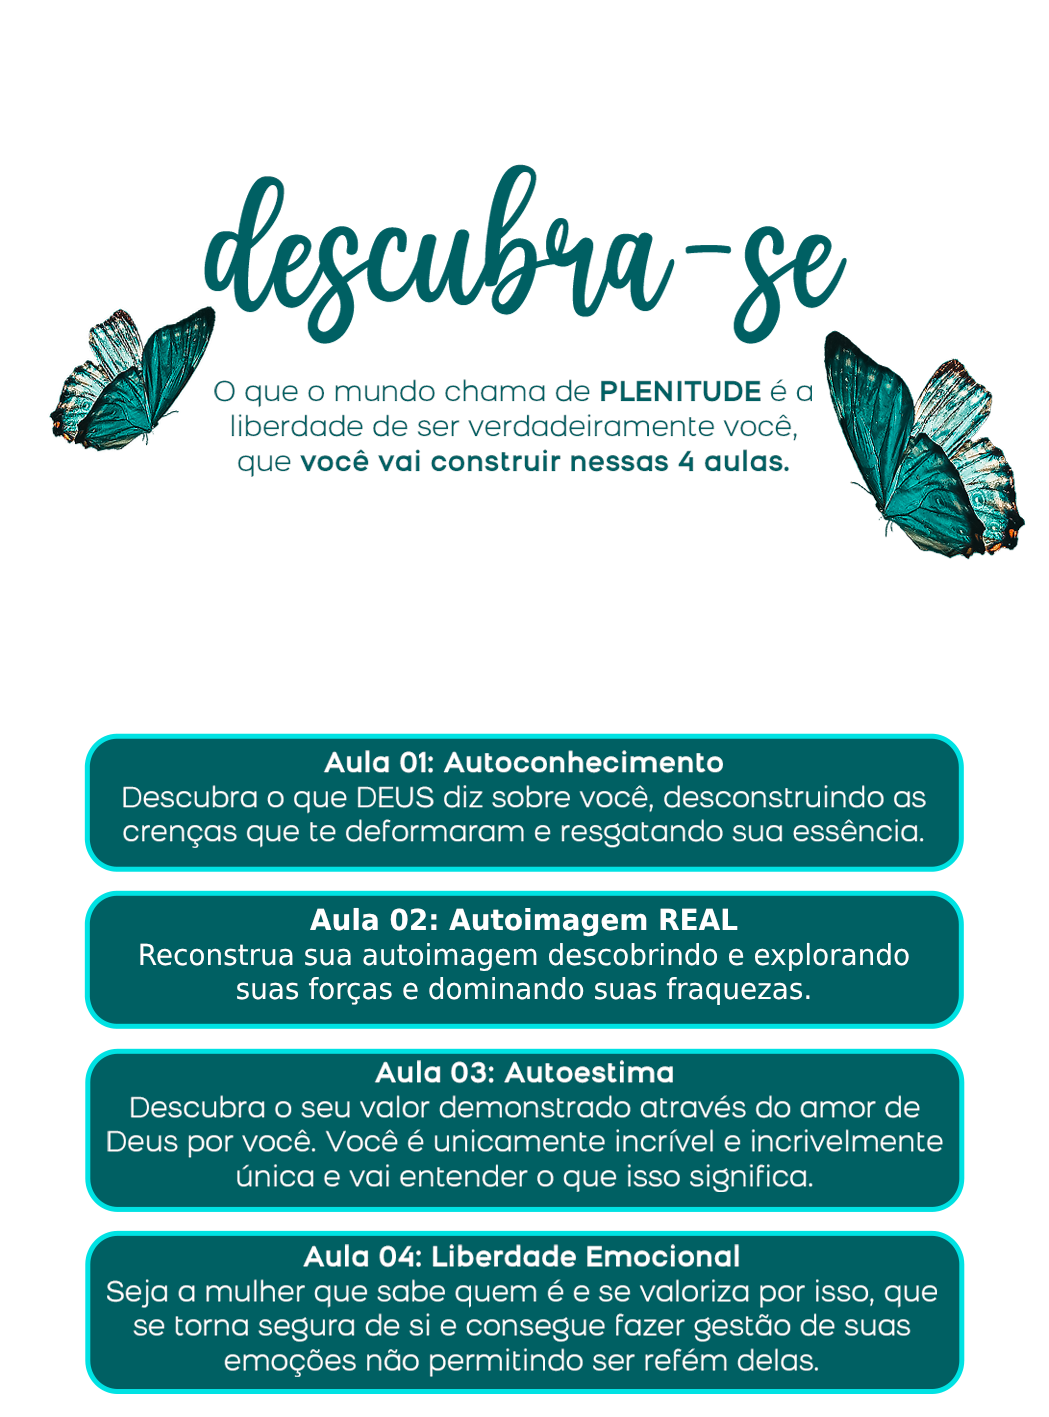 descubra-se
O que o mundo chama de PLENITUDE é a
liberdade de ser verdadeiramente você,
que você vai construir nessas 4 aulas.
Aula 01: Autoconhecimento
Descubra o que DEUS diz sobre você, desconstruindo as
crenças que te deformaram e resgatando sua essência.
Aula 02: Autoimagem REAL
Reconstrua sua autoimagem descobrindo e explorando
suas forças e dominando suas fraquezas.
Aula 03: Autoestima
Descubra o seu valor demonstrado através do amor de
Deus por você. Você é unicamente incrível e incrivelmente
única e vai entender o que isso significa.
Aula 04: Liberdade Emocional
Seja a mulher que sabe quem é e se valoriza por isso, que
se torna segura de si e consegue fazer gestão de suas
emoções não permitindo ser refém delas.